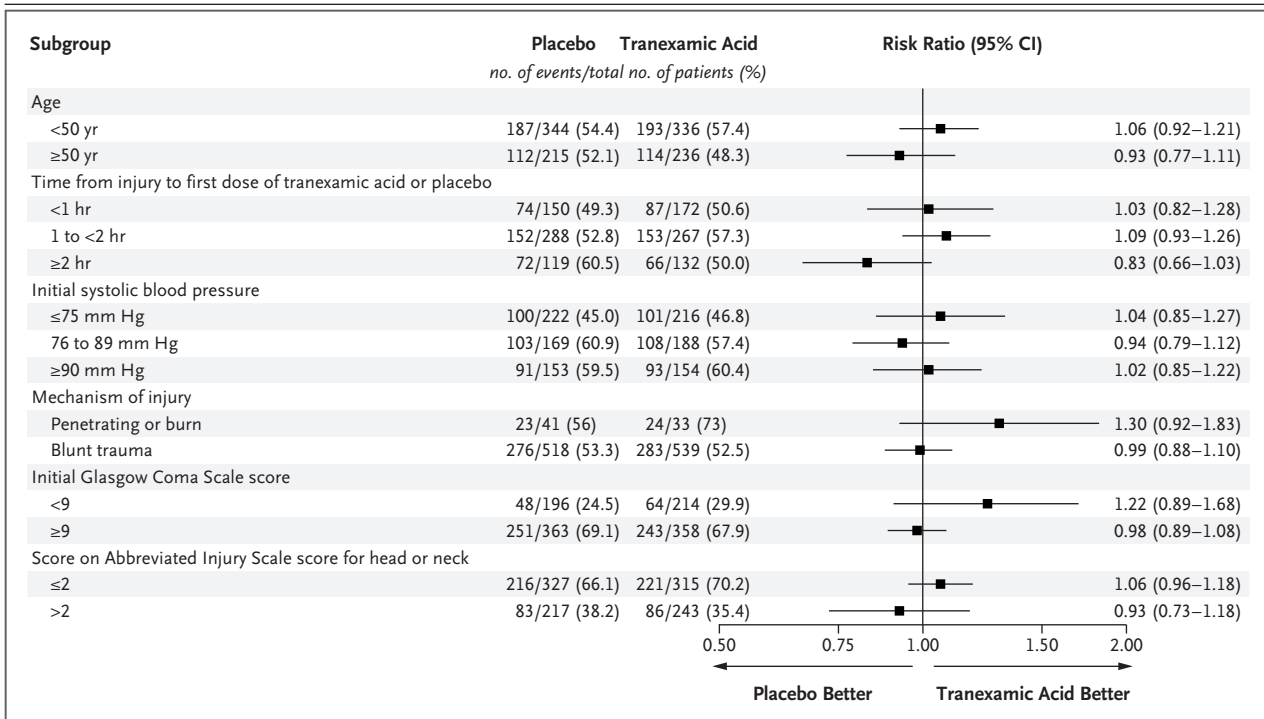 Subgroup Placebo Tranexamic Acid Risk Ratio (95% CI)
no. of events/total no. of patients (%)
Age
<50 yr 187/344 (54.4) 193/336 (57.4) 1.06 (0.92–1.21)
≥50 yr 112/215 (52.1) 114/236 (48.3) 0.93 (0.77–1.11)
Time from injury to first dose of tranexamic acid or placebo
<1 hr 74/150 (49.3) 87/172 (50.6) 1.03 (0.82–1.28)
1 to <2 hr 152/288 (52.8) 153/267 (57.3) 1.09 (0.93–1.26)
≥2 hr 72/119 (60.5) 66/132 (50.0) 0.83 (0.66–1.03)
Initial systolic blood pressure
≤75 mm Hg 100/222 (45.0) 101/216 (46.8) 1.04 (0.85–1.27)
76 to 89 mm Hg 103/169 (60.9) 108/188 (57.4) 0.94 (0.79–1.12)
≥90 mm Hg 91/153 (59.5) 93/154 (60.4) 1.02 (0.85–1.22)
Mechanism of injury
Penetrating or burn 23/41 (56) 24/33 (73) 1.30 (0.92–1.83)
Blunt trauma 276/518 (53.3) 283/539 (52.5) 0.99 (0.88–1.10)
Initial Glasgow Coma Scale score
<9 48/196 (24.5) 64/214 (29.9) 1.22 (0.89–1.68)
≥9 251/363 (69.1) 243/358 (67.9) 0.98 (0.89–1.08)
Score on Abbreviated Injury Scale score for head or neck
≤2 216/327 (66.1) 221/315 (70.2) 1.06 (0.96–1.18)
>2 83/217 (38.2) 86/243 (35.4) 0.93 (0.73–1.18)
0.50 0.75 1.00 1.50 2.00
Placebo Better Tranexamic Acid Better